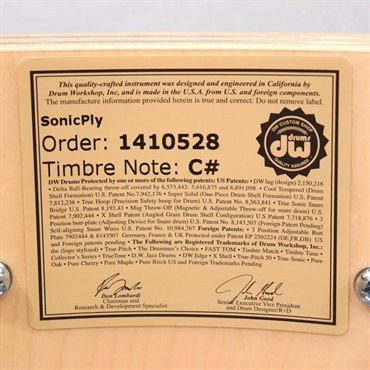 This quality-crafted instrument was designed and engineered in California by
Drum Workshop, Inc, and is made in the U.S.A. from U.S. and foreign components.
The manufacture information provided herein is true and correct. Do not remove label.
SonicPly
Order: 1410528
Timbre Note: C#
DW CUSTOM SHOP
drums
dw
QUALITY ASSURED
DW Drums Protected by one or more of the following patents: US Patents: • DW lug (design) 2,150,216
• Delta Ball-Bearing throw-off covered by 6,573,442- 5,616,875 and 6,891,098. • Cool Tempered (Drum
Shell Formation) U.S. Patent No.7,942,176 • Super Solid (One-Piece Drum Shell Formation) U.S. Patent
7,812,236 • True Hoop (Precision Safety hoop for Drum) U.S. Patent No. 8,563,841 • True-Sonic Snare
Bridge U.S. Patent 8,193,43 • Mag Throw-Off (Magnetic & Adjustable Throw-off for snare drum) U.S.
Patent 7,902,444 • X Shell Patent (Angled Grain Drum Shell Configuration) U.S. Patent 7,713,876 • 3
Position butt-plate (Adjusting Device for Snare drum) U.S. Patent No. 8,143,507 (Foreign Patents Pending)
Self-aligning Snare Wires U.S. Patent No. 10,984,767 Foreign Patents: • 3 Position Adjustable Butt
Plate 7902444 & 8143507 Germany, France & UK Protected under Patent EP 2502224 (DE,FR,GB) US
and Foreign patents pending • The Following are Registered Trademarks of Drum Workshop, Inc.:
dw (logo stylized) • True-Pitch • The Drummer's Choice • FAST TOM • Timbre Match • Timbre Tone •
Collector's Series • TrueTone • D.W. Jazz Drums • DW Edge • X Shell • True-Pitch 50 • True-Sonic • Pure
Oak • Pure Cherry • Pure Maple • Pure Birch US and Foreign Trademarks Pending
Don Lombardi
Chairman and
Research & Development Specialist
John Good
Senior Executive Vice President
and Drum Designer/R+D